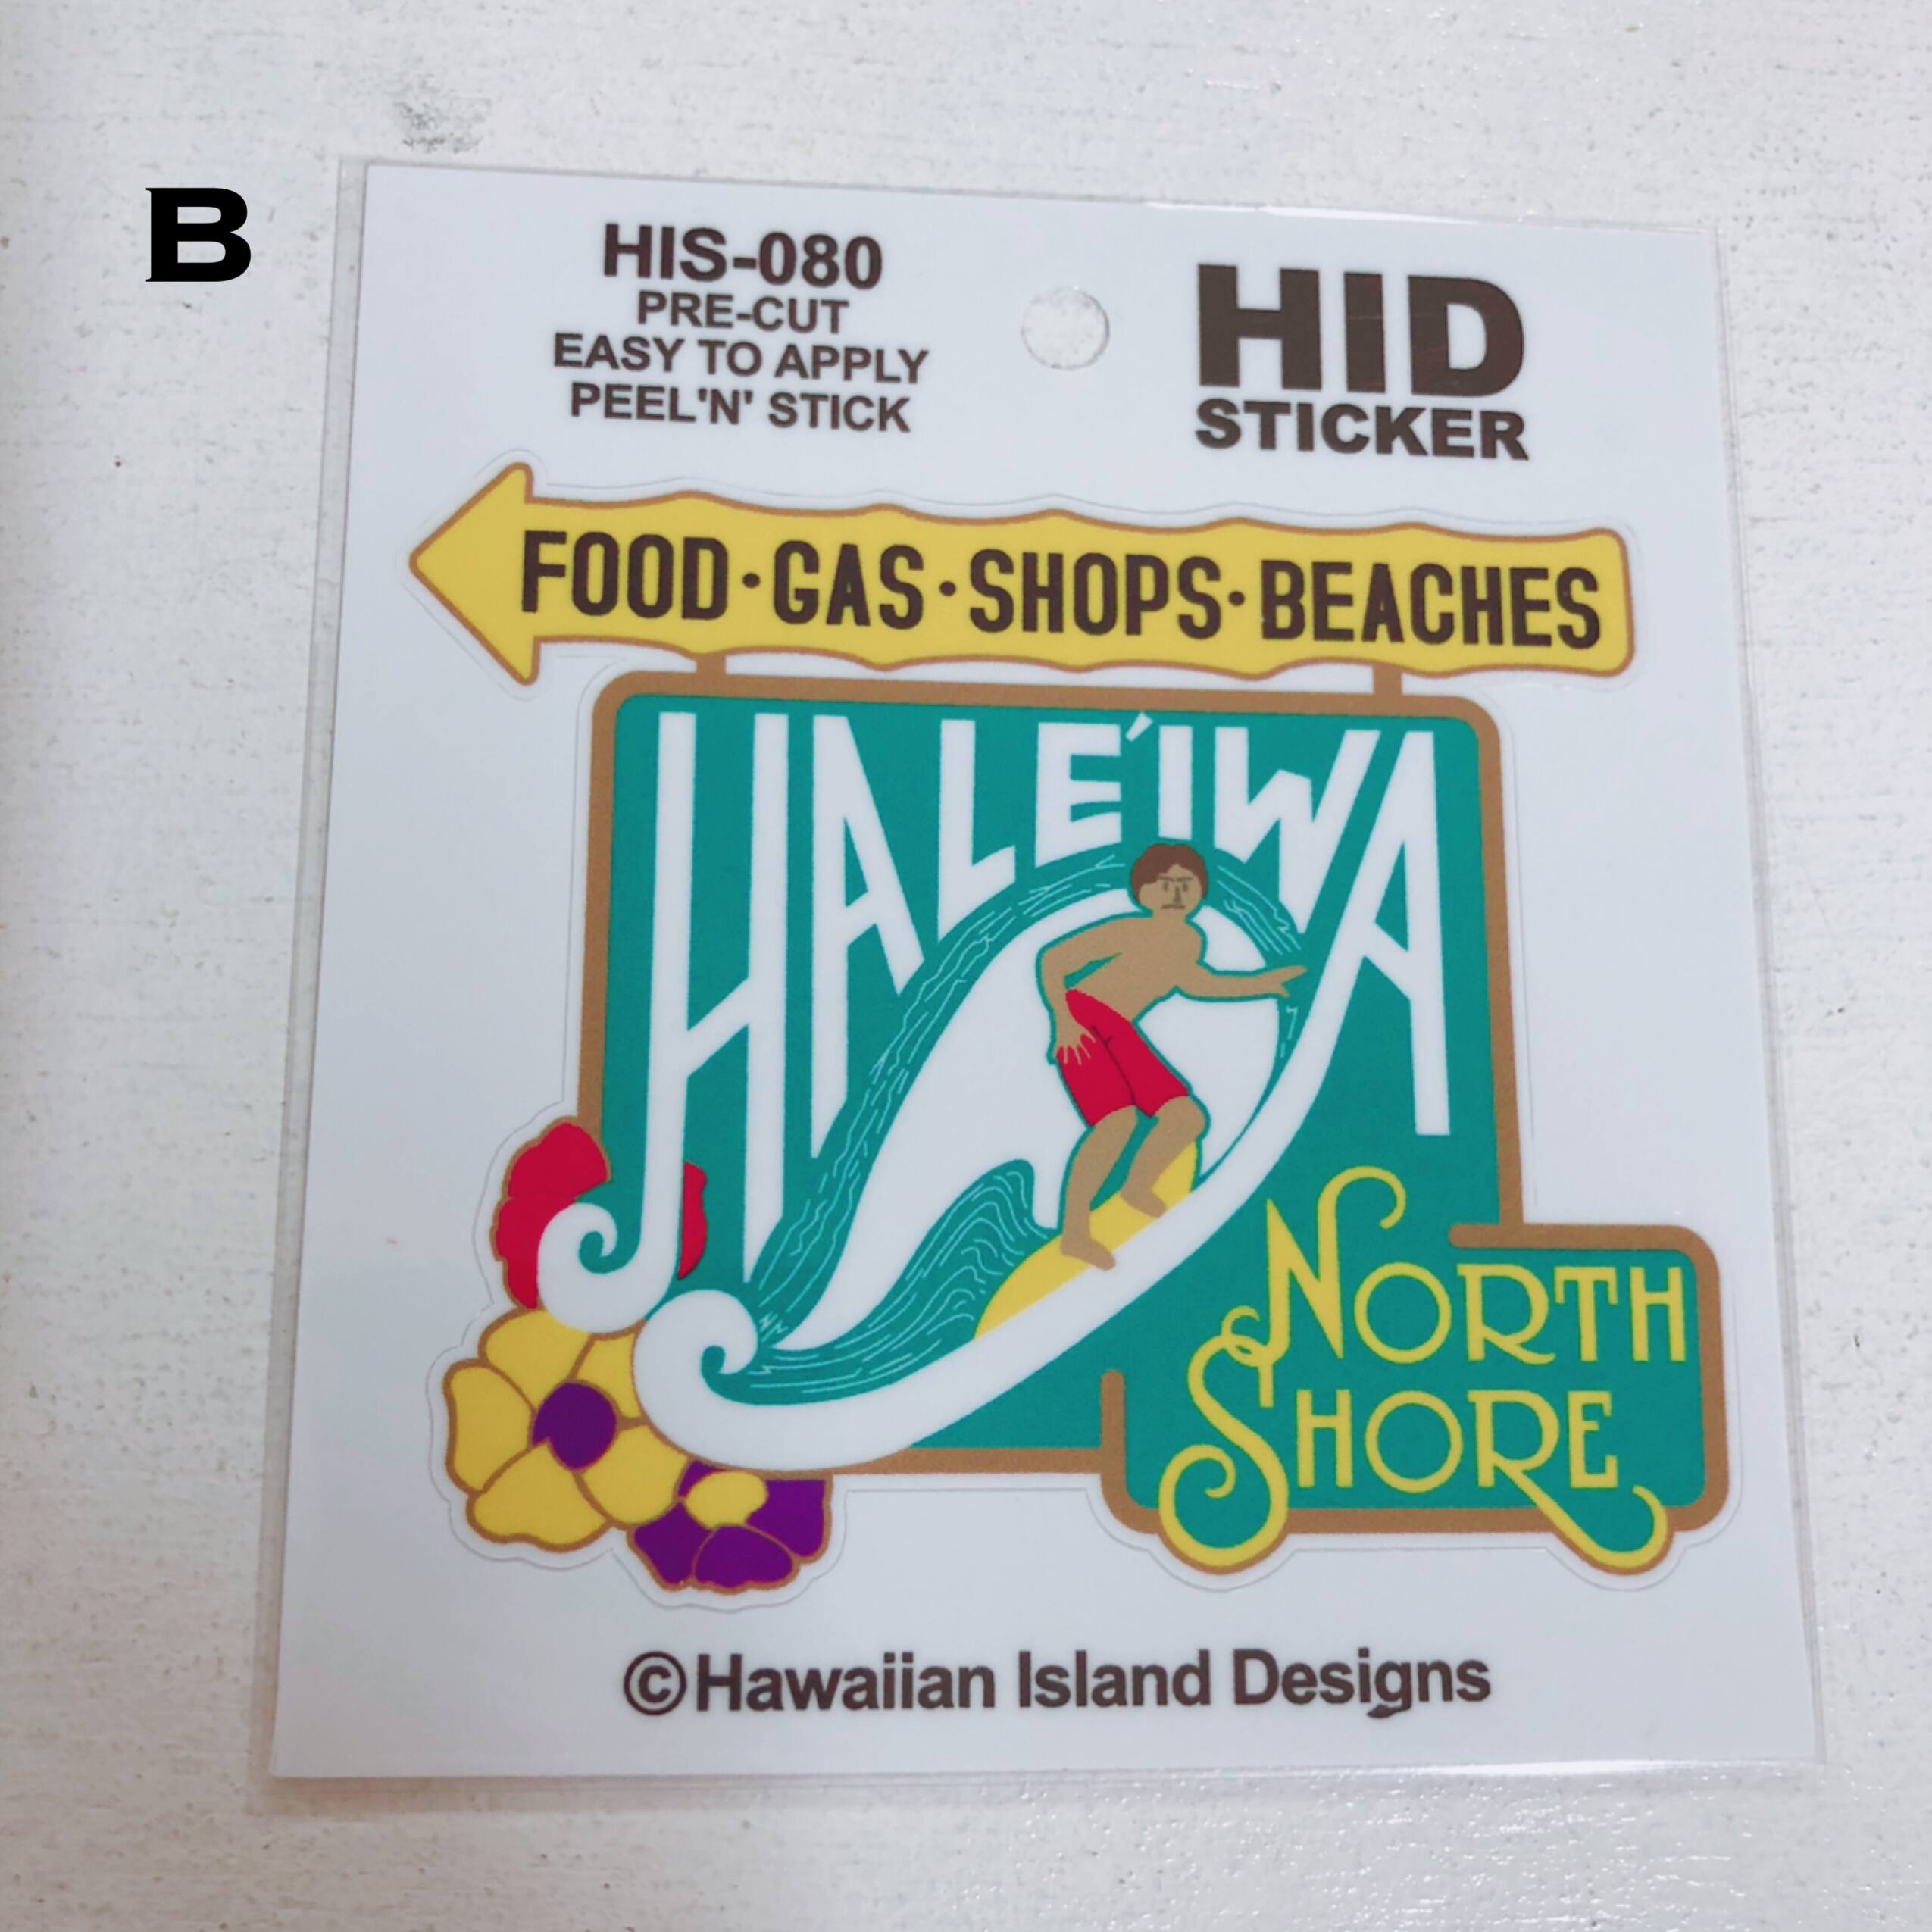 B
HIS-080
PRE-CUT
EASY TO APPLY
PEEL'N' STICK
HID
STICKER
FOOD·GAS·SHOPS·BEACHES
HALE'IWA
NORTH
SHORE
©Hawaiian Island Designs